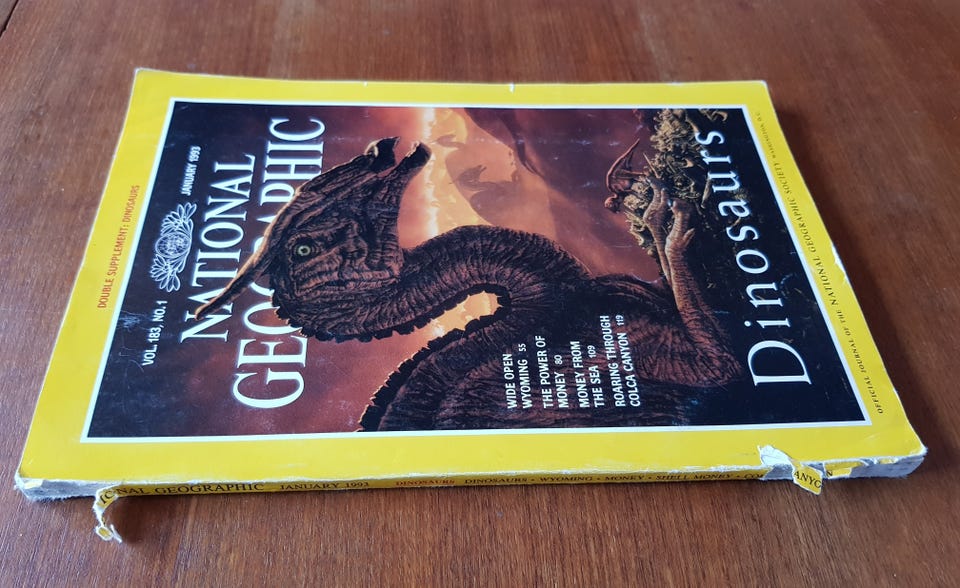 DOUBLE SUPPLEMENT: DINOSAURS
VOL. 183, NO. 1
JANUARY 1993
NATIONAL
GEOGRAPHIC
WIDE OPEN
WYOMING 55
THE POWER OF
MONEY 80
MONEY FROM
THE SEA 109
ROARING THROUGH
COLCA CANYON 119
Dinosaurs
OFFICIAL JOURNAL OF THE NATIONAL GEOGRAPHIC SOCIETY WASHINGTON, D.C.
IONAL GEOGRAPHIC JANUARY 1993 DINOSAURS DINOSAURS • WYOMING • MONEY • SHELL MONEY